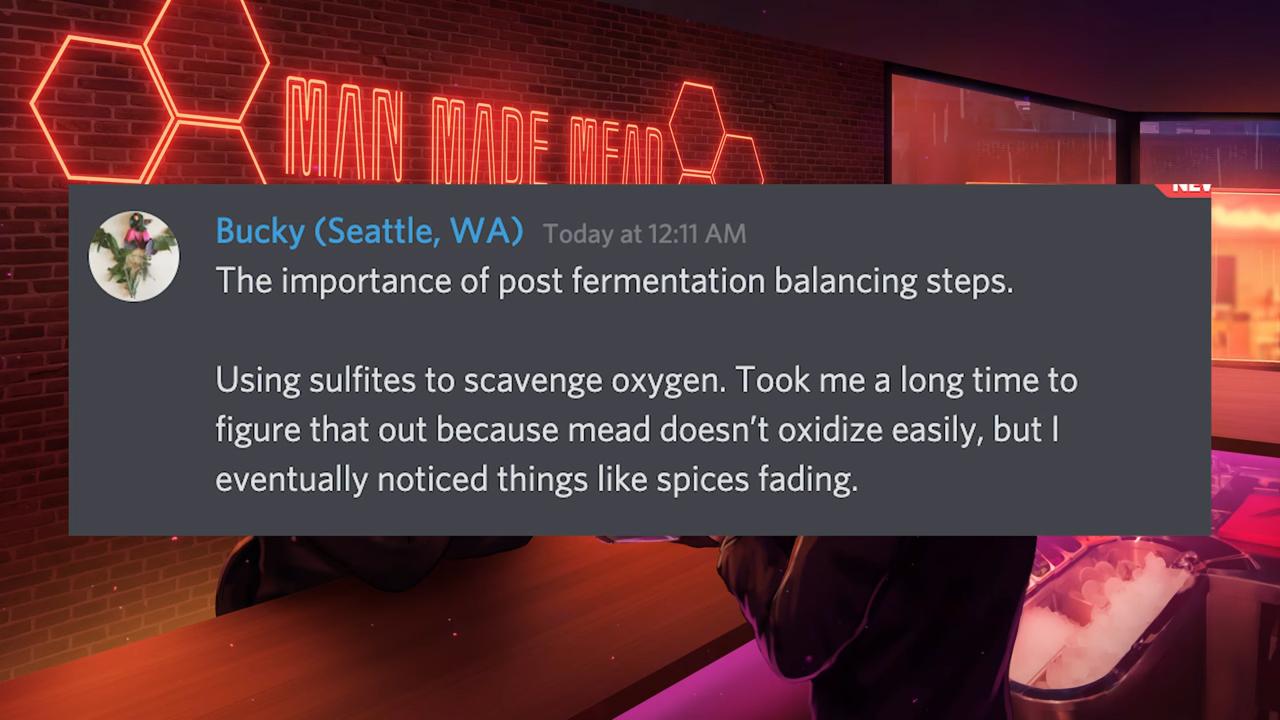 MAN MADE MEAD
NEW
Bucky (Seattle, WA) Today at 12:11 AM
The importance of post fermentation balancing steps.
Using sulfites to scavenge oxygen. Took me a long time to
figure that out because mead doesn’t oxidize easily, but I
eventually noticed things like spices fading.